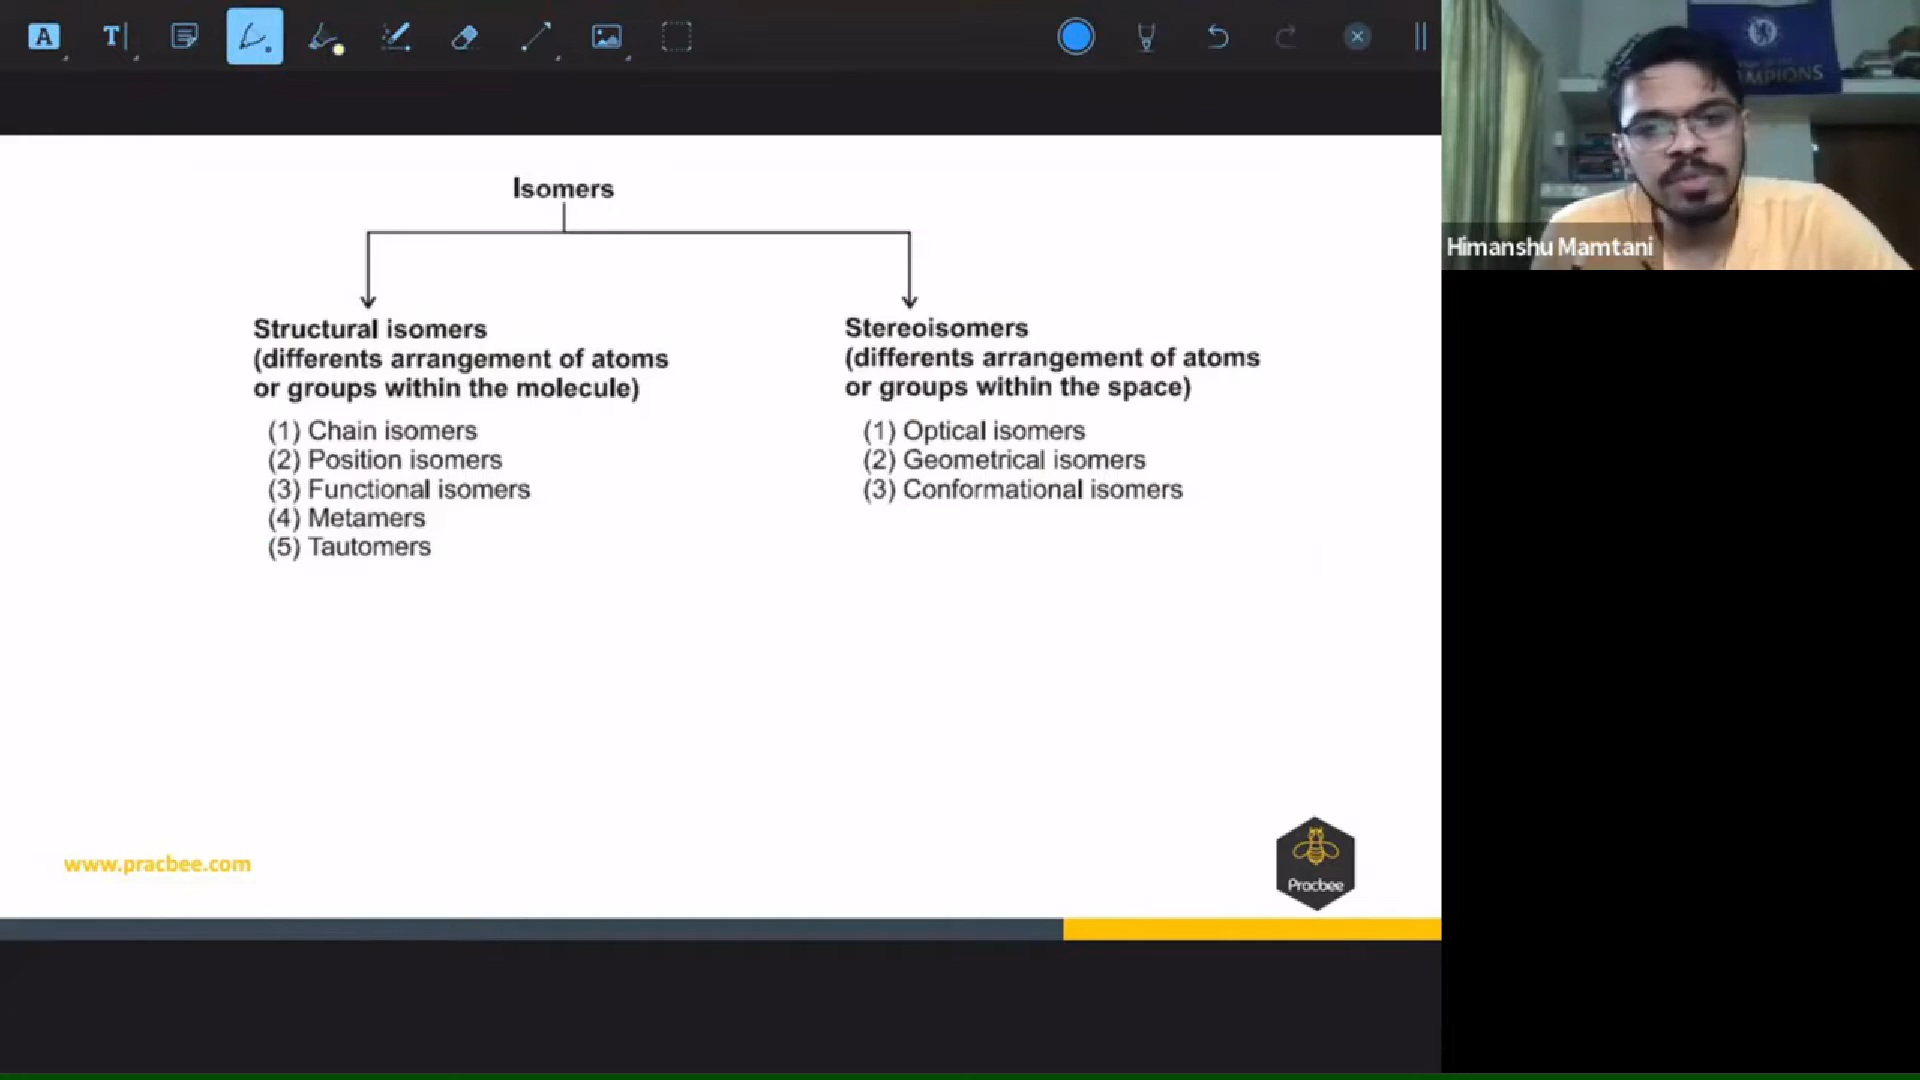 A
T
CHAMPIONS
Himanshu Mamtani
Isomers
Structural isomers
(differents arrangement of atoms
or groups within the molecule)
(1) Chain isomers
(2) Position isomers
(3) Functional isomers
(4) Metamers
(5) Tautomers
Stereoisomers
(differents arrangement of atoms
or groups within the space)
(1) Optical isomers
(2) Geometrical isomers
(3) Conformational isomers
www.pracbee.com
Pracbee